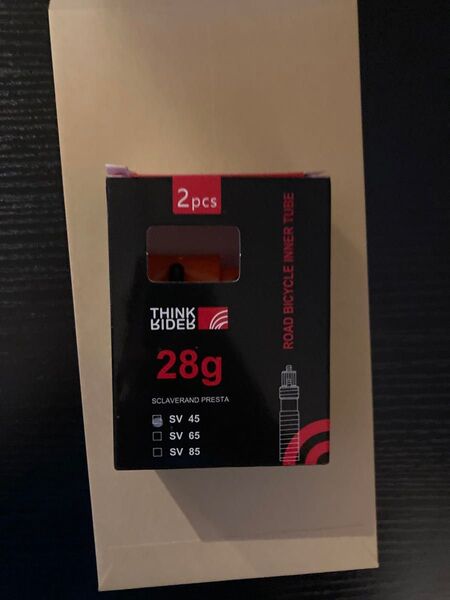 2pcs
THINK
RIDER
28g
SCLAVERAND PRESTA
SV 45
SV 65
SV 85
ROAD BICYCLE INNER TUBE